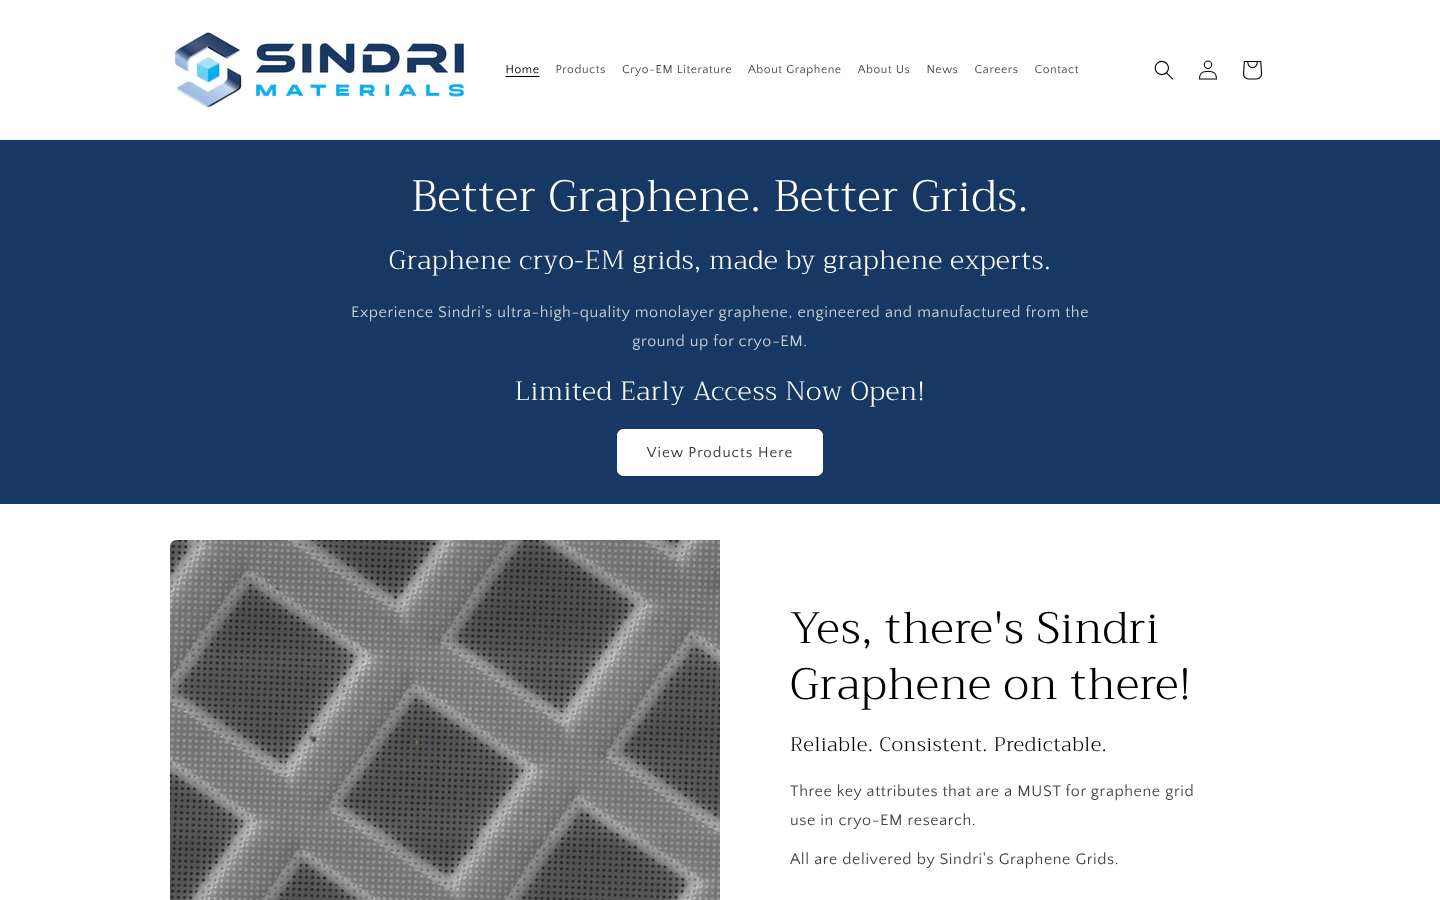 SINDRI
MATERIALS
Home Products Cryo-EM Literature About Graphene About Us News Careers Contact
Better Graphene. Better Grids.
Graphene cryo-EM grids, made by graphene experts.
Experience Sindri's ultra-high-quality monolayer graphene, engineered and manufactured from the
ground up for cryo-EM.
Limited Early Access Now Open!
View Products Here
Yes, there's Sindri
Graphene on there!
Reliable. Consistent. Predictable.
Three key attributes that are a MUST for graphene grid
use in cryo-EM research.
All are delivered by Sindri's Graphene Grids.